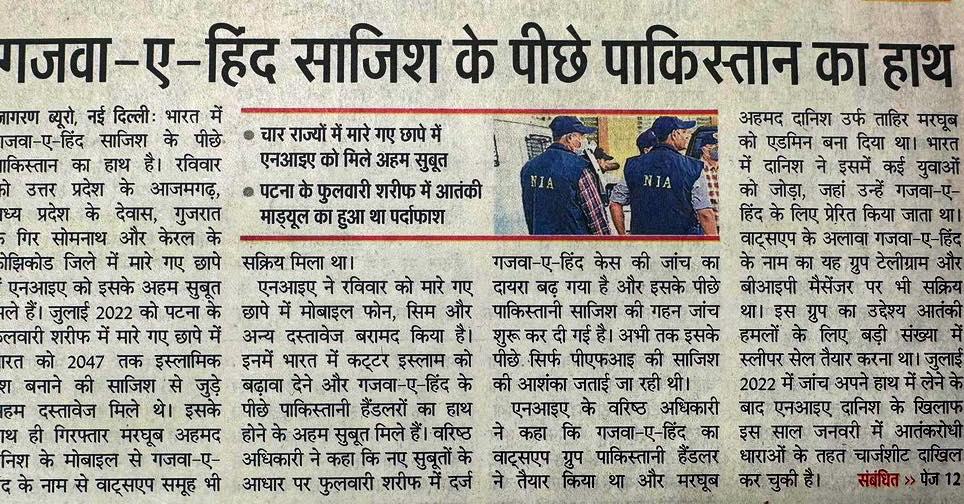 गजवा-ए-हिंद साजिश के पीछे पाकिस्तान का हाथ
जागरण ब्यूरो, नई दिल्ली: भारत में
गजवा-ए-हिंद साजिश के पीछे
पाकिस्तान का हाथ है। रविवार
को उत्तर प्रदेश के आजमगढ़,
मध्य प्रदेश के देवास, गुजरात
के गिर सोमनाथ और केरल के
कोझिकोड जिले में मारे गए छापे
में एनआइए को इसके अहम सुबूत
मिले हैं। जुलाई 2022 को पटना के
फुलवारी शरीफ में मारे गए छापे में
भारत को 2047 तक इस्लामिक
देश बनाने की साजिश से जुड़े
अहम दस्तावेज मिले थे। इसके
साथ ही गिरफ्तार मरघूब अहमद
दानिश के मोबाइल से गजवा-ए-
हिंद के नाम से वाट्सएप समूह भी
चार राज्यों में मारे गए छापे में
एनआइए को मिले अहम सुबूत
पटना के फुलवारी शरीफ में आतंकी
माड्यूल का हुआ था पर्दाफाश
NIA
NIA
सक्रिय मिला था।
एनआइए ने रविवार को मारे गए
छापे में मोबाइल फोन, सिम और
अन्य दस्तावेज बरामद किया है।
इनमें भारत में कट्टर इस्लाम को
बढ़ावा देने और गजवा-ए-हिंद के
पीछे पाकिस्तानी हैंडलरों का हाथ
होने के अहम सुबूत मिले हैं। वरिष्ठ
अधिकारी ने कहा कि नए सुबूतों के
आधार पर फुलवारी शरीफ में दर्ज
गजवा-ए-हिंद केस की जांच का
दायरा बढ़ गया है और इसके पीछे
पाकिस्तानी साजिश की गहन जांच
शुरू कर दी गई है। अभी तक इसके
पीछे सिर्फ पीएफआइ की साजिश
की आशंका जताई जा रही थी।
एनआइए के वरिष्ठ अधिकारी
ने कहा कि गजवा-ए-हिंद का
वाट्सएप ग्रुप पाकिस्तानी हैंडलर
ने तैयार किया था और मरघूब
अहमद दानिश उर्फ ताहिर मरघूब
को एडमिन बना दिया था। भारत
में दानिश ने इसमें कई युवाओं
को जोड़ा, जहां उन्हें गजवा-ए-
हिंद के लिए प्रेरित किया जाता था।
वाट्सएप के अलावा गजवा-ए-हिंद
के नाम का यह ग्रुप टेलीग्राम और
बीआइपी मैसेंजर पर भी सक्रिय
था। इस ग्रुप का उद्देश्य आतंकी
हमलों के लिए बड़ी संख्या में
स्लीपर सेल तैयार करना था। जुलाई
2022 में जांच अपने हाथ में लेने के
बाद एनआइए दानिश के खिलाफ
इस साल जनवरी में आतंकरोधी
धाराओं के तहत चार्जशीट दाखिल
कर चुकी है। संबंधित >> पेज 12